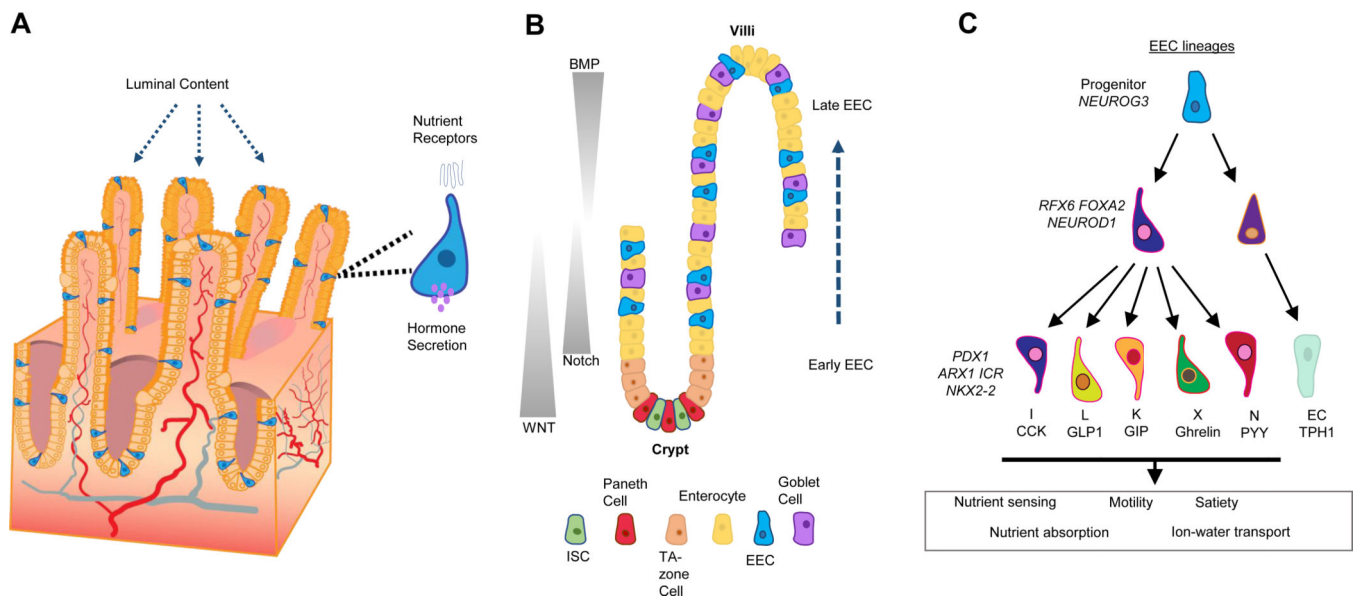 A
Luminal Content
Nutrient
Receptors
Hormone
Secretion
B
Villi
BMP
Late EEC
Notch
Early EEC
WNT
Crypt
Paneth
Cell
Enterocyte
Goblet
Cell
ISC
TA-
zone
Cell
EEC
C
EEC lineages
Progenitor
NEUROG3
RFX6 FOXA2
NEUROD1
PDX1
ARX1 ICR
NKX2-2
I
CCK
L
GLP1
K
GIP
X
Ghrelin
N
PYY
EC
TPH1
Nutrient sensing
Motility
Satiety
Nutrient absorption
Ion-water transport